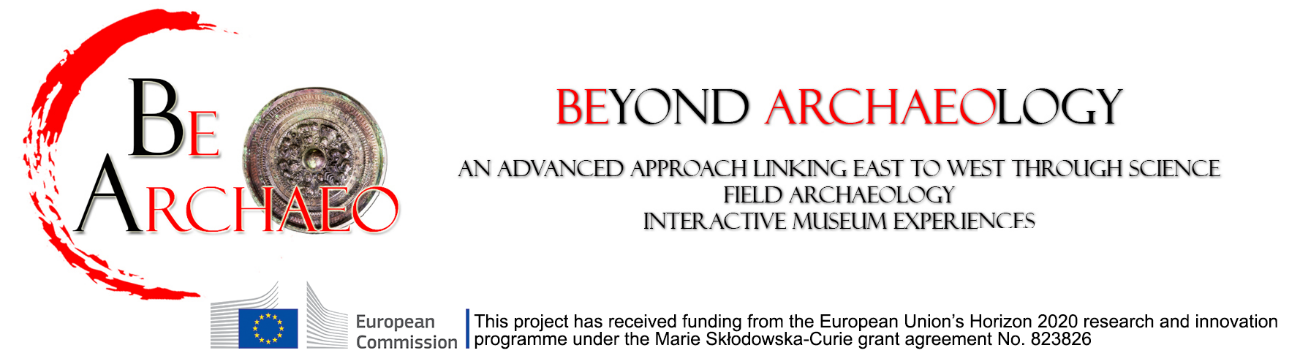 BE
ARCHAEO
BEYOND ARCHAEOLOGY
AN ADVANCED APPROACH LINKING EAST TO WEST THROUGH SCIENCE
FIELD ARCHAEOLOGY
INTERACTIVE MUSEUM EXPERIENCES
European
Commission
This project has received funding from the European Union's Horizon 2020 research and innovation
programme under the Marie Skłodowska-Curie grant agreement No. 823826